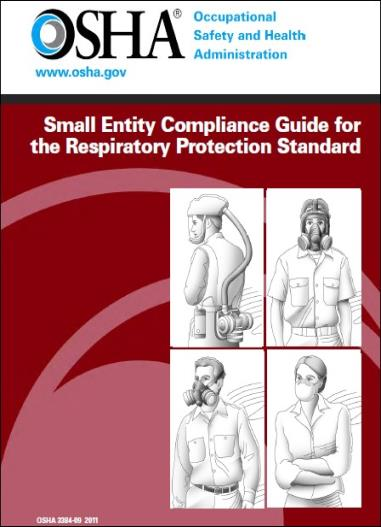 OSHA® Occupational
Safety and Health
Administration
www.osha.gov
Small Entity Compliance Guide for
the Respiratory Protection Standard
OSHA 3384-09 2011